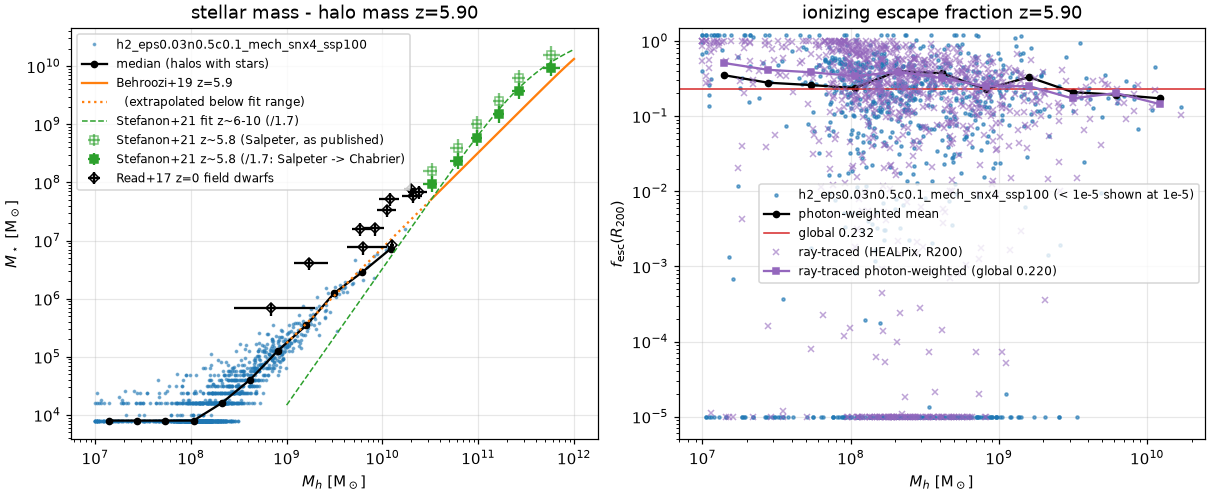 stellar mass - halo mass z=5.90
h2_eps0.03n0.5c0.1_mech_snx4_ssp100
median (halos with stars)
Behroozi+19 z=5.9
(extrapolated below fit range)
Stefanon+21 fit z~6-10 (/1.7)
Stefanon+21 z~5.8 (Salpeter, as published)
Stefanon+21 z~5.8 (/1.7: Salpeter -> Chabrier)
Read+17 z=0 field dwarfs
M⋆ [M⊙]
10¹⁰
10⁹
10⁸
10⁷
10⁶
10⁵
10⁴
10⁷ 10⁸ 10⁹ 10¹⁰ 10¹¹ 10¹²
M_h [M⊙]
ionizing escape fraction z=5.90
h2_eps0.03n0.5c0.1_mech_snx4_ssp100 (< 1e-5 shown at 1e-5)
photon-weighted mean
global 0.232
ray-traced (HEALPix, R200)
ray-traced photon-weighted (global 0.220)
f_esc(R₂₀₀)
10⁰
10⁻¹
10⁻²
10⁻³
10⁻⁴
10⁻⁵
10⁷ 10⁸ 10⁹ 10¹⁰
M_h [M⊙]